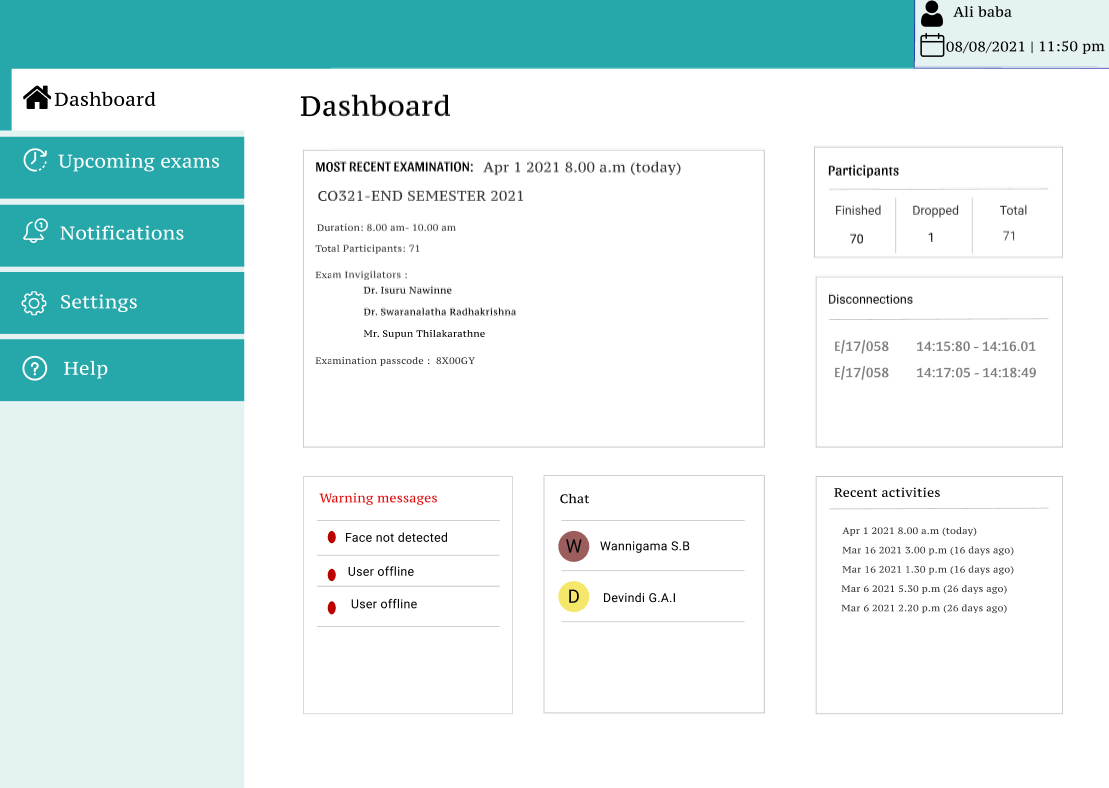 Ali baba
08/08/2021 | 11:50 pm
Dashboard
Upcoming exams
1
Notifications
Settings
?
Help
Dashboard
MOST RECENT EXAMINATION: Apr 1 2021 8.00 a.m (today)
CO321-END SEMESTER 2021
Duration: 8.00 am- 10.00 am
Total Participants: 71
Exam Invigilators :
Dr. Isuru Nawinne
Dr. Swaranalatha Radhakrishna
Mr. Supun Thilakarathne
Examination passcode : 8X00GY
Participants
Finished Dropped Total
70 1 71
Disconnections
E/17/058 14:15:80 - 14:16.01
E/17/058 14:17:05 - 14:18:49
Warning messages
Face not detected
User offline
User offline
Chat
W Wannigama S.B
D Devindi G.A.I
Recent activities
Apr 1 2021 8.00 a.m (today)
Mar 16 2021 3.00 p.m (16 days ago)
Mar 16 2021 1.30 p.m (16 days ago)
Mar 6 2021 5.30 p.m (26 days ago)
Mar 6 2021 2.20 p.m (26 days ago)